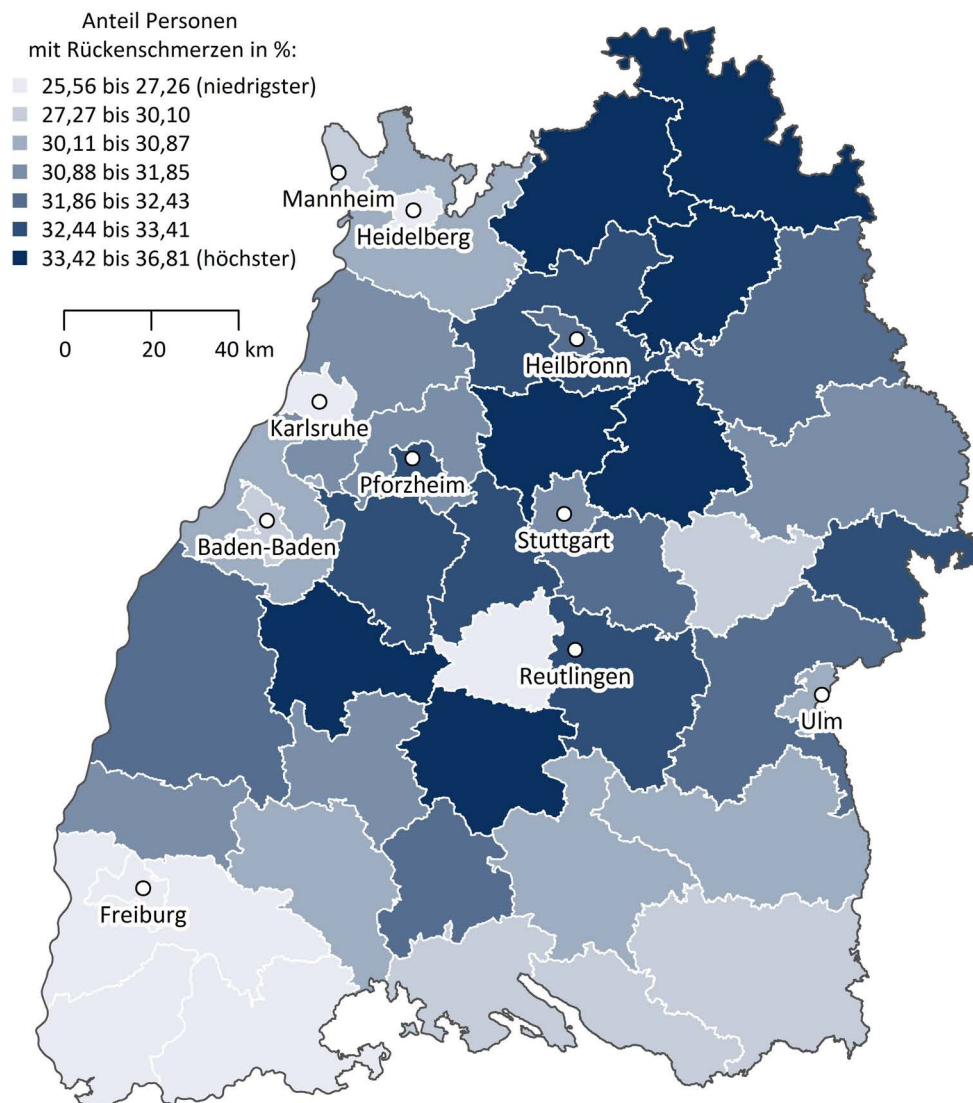 Anteil Personen
mit Rückenschmerzen in %:
25,56 bis 27,26 (niedrigster)
27,27 bis 30,10
30,11 bis 30,87
30,88 bis 31,85
31,86 bis 32,43
32,44 bis 33,41
33,42 bis 36,81 (höchster)
0 20 40 km
Mannheim
Heidelberg
Heilbronn
Karlsruhe
Pforzheim
Stuttgart
Baden-Baden
Reutlingen
Ulm
Freiburg